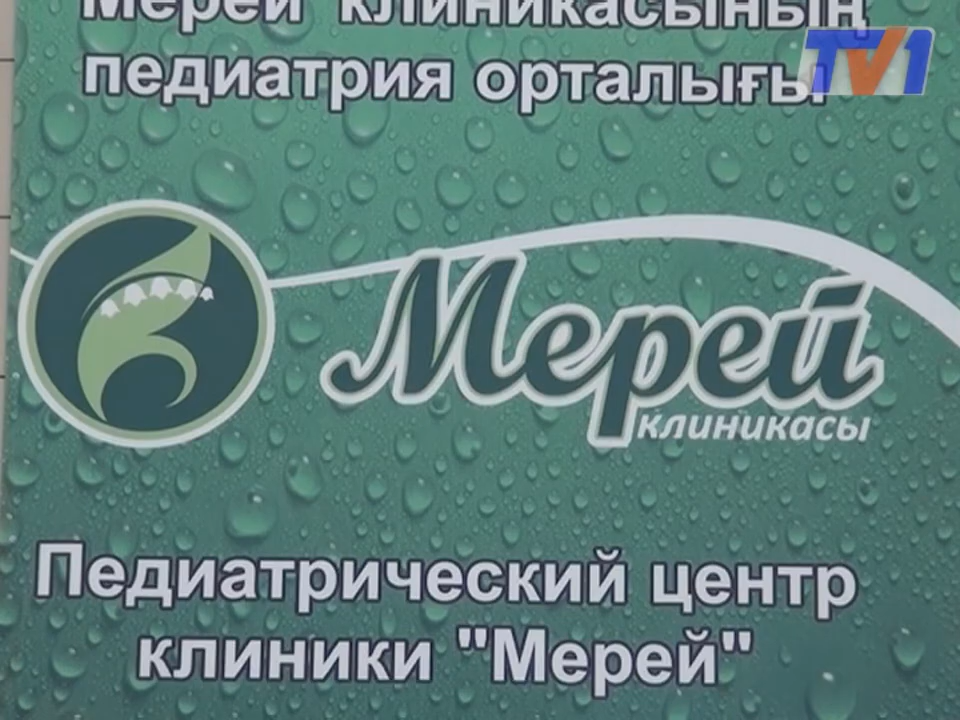 Мерей клиникасының
педиатрия орталығы
TV1
Мерей
клиникасы
Педиатрический центр
клиники "Мерей"